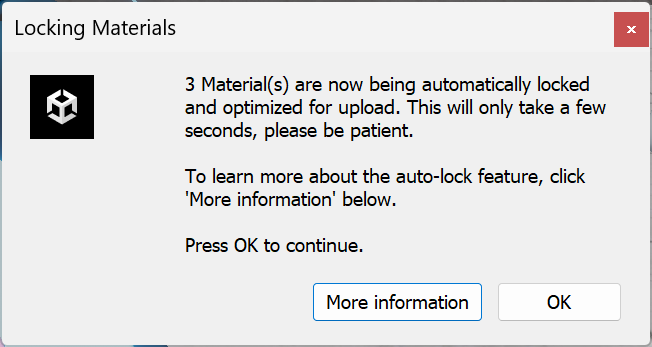 Locking Materials
3 Material(s) are now being automatically locked
and optimized for upload. This will only take a few
seconds, please be patient.
To learn more about the auto-lock feature, click
'More information' below.
Press OK to continue.
More information
OK